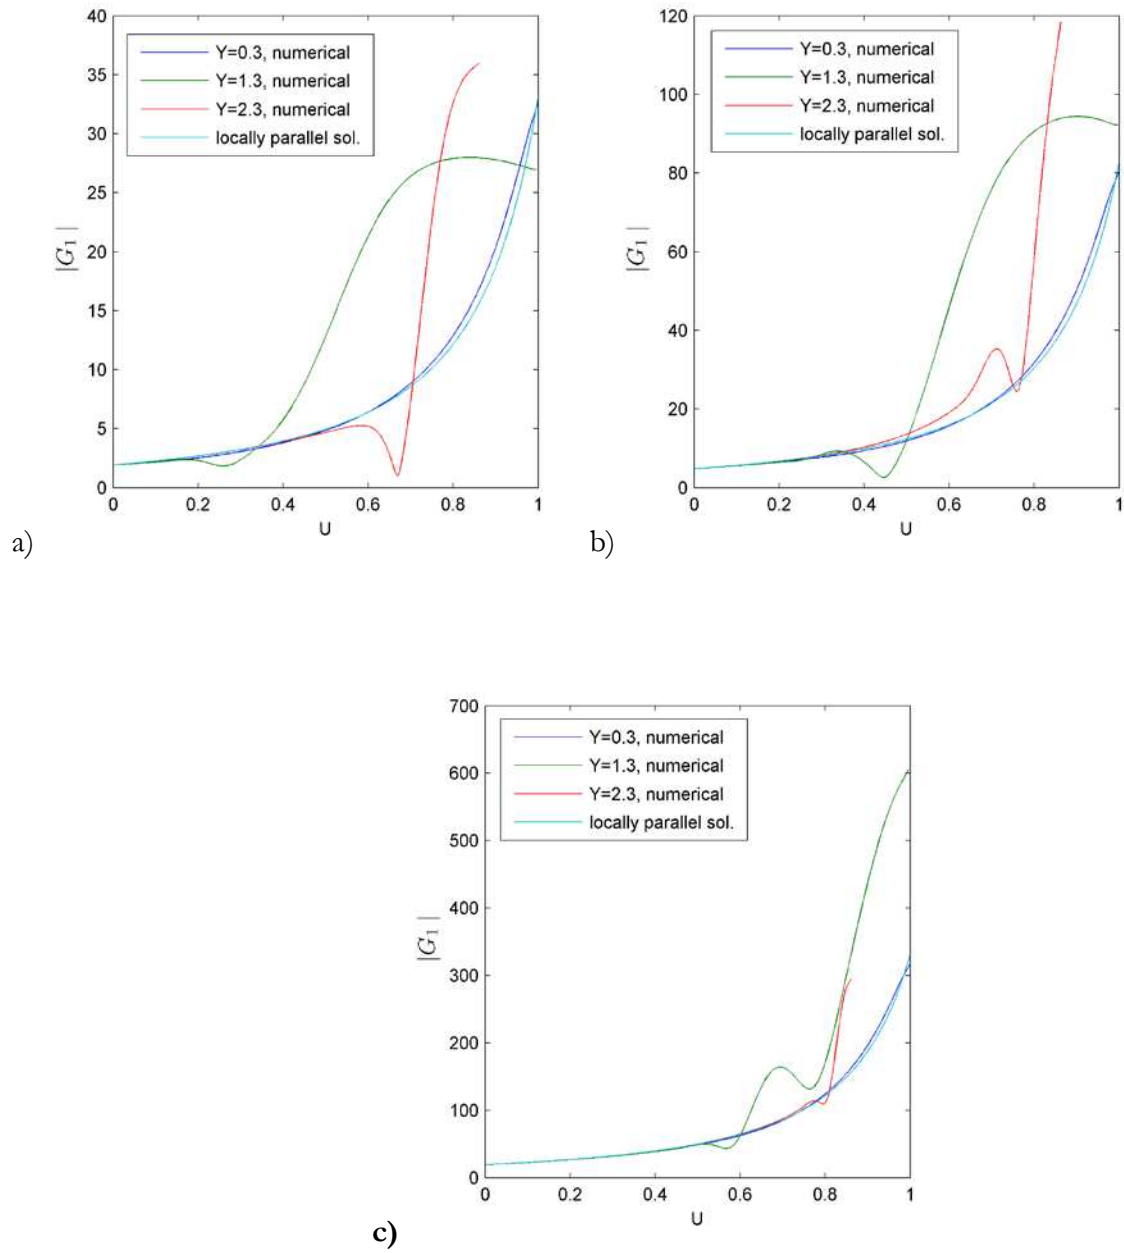 40
35
30
25
20
15
10
5
0
|G₁|
Y=0.3, numerical
Y=1.3, numerical
Y=2.3, numerical
locally parallel sol.
0 0.2 0.4 0.6 0.8 1
U
a)
120
100
80
60
40
20
0
|G₁|
Y=0.3, numerical
Y=1.3, numerical
Y=2.3, numerical
locally parallel sol.
0 0.2 0.4 0.6 0.8 1
U
b)
700
600
500
400
300
200
100
0
|G₁|
Y=0.3, numerical
Y=1.3, numerical
Y=2.3, numerical
locally parallel sol.
0 0.2 0.4 0.6 0.8 1
U
c)